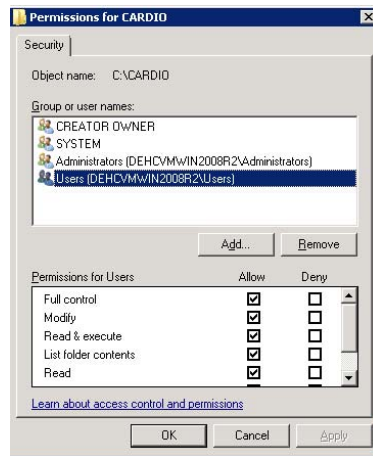 Permissions for CARDIO
Security
Object name: C:\CARDIO
Group or user names:
CREATOR OWNER
SYSTEM
Administrators (DEHCVMWIN2008R2\Administrators)
Users (DEHCVMWIN2008R2\Users)
Add... Remove
Permissions for Users Allow Deny
Full control
Modify
Read & execute
List folder contents
Read
Learn about access control and permissions
OK Cancel Apply